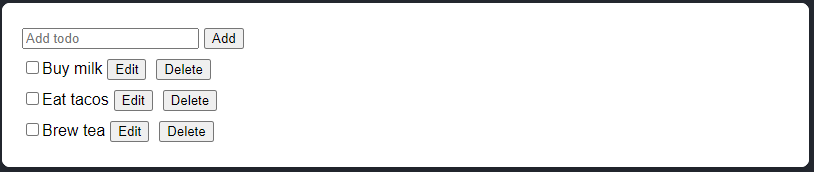 Add todo Add
Buy milk Edit Delete
Eat tacos Edit Delete
Brew tea Edit Delete